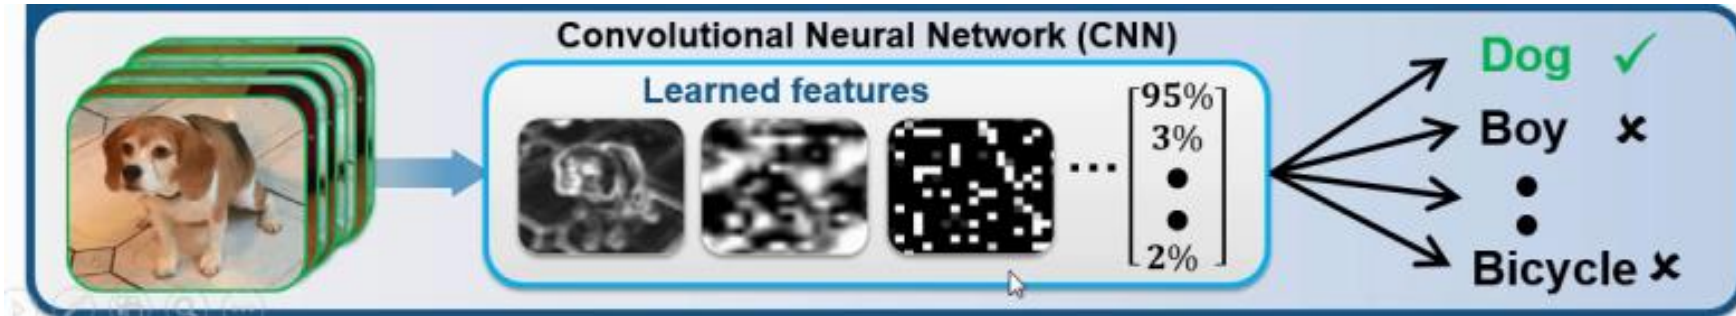 Convolutional Neural Network (CNN)
Learned features
95%
3%
2%
Dog ✓
Boy ✘
Bicycle ✘